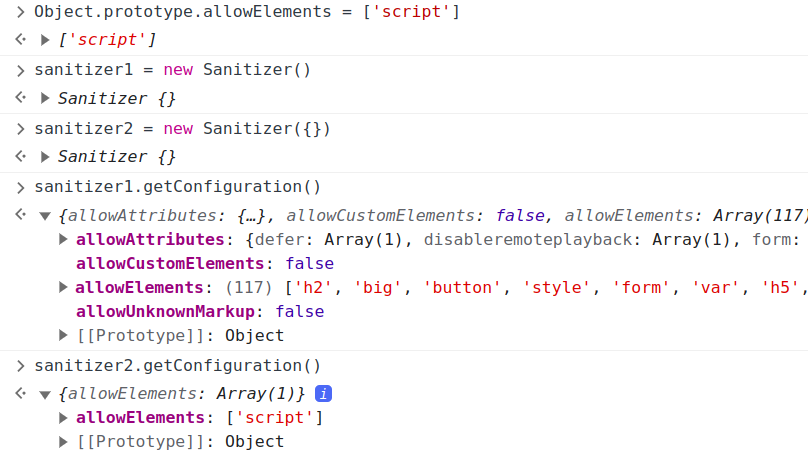 > Object.prototype.allowElements = ['script']
<· ▶ ['script']
> sanitizer1 = new Sanitizer()
<· ▶ Sanitizer {}
> sanitizer2 = new Sanitizer({})
<· ▶ Sanitizer {}
> sanitizer1.getConfiguration()
<· ▼ {allowAttributes: {…}, allowCustomElements: false, allowElements: Array(117)
▶ allowAttributes: {defer: Array(1), disableremoteplayback: Array(1), form:
allowCustomElements: false
▶ allowElements: (117) ['h2', 'big', 'button', 'style', 'form', 'var', 'h5',
allowUnknownMarkup: false
▶ [[Prototype]]: Object
> sanitizer2.getConfiguration()
<· ▼ {allowElements: Array(1)} i
▶ allowElements: ['script']
▶ [[Prototype]]: Object